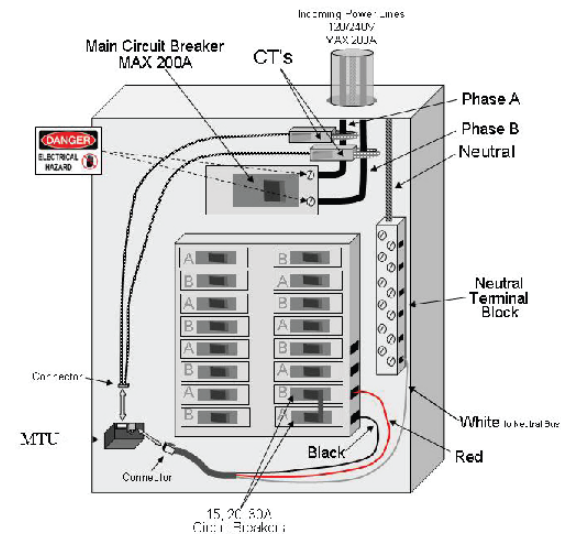 Incoming Power Lines
120/240V
MAX 200A
Main Circuit Breaker
MAX 200A
CT's
Phase A
Phase B
Neutral
DANGER
ELECTRICAL
HAZARD
A B
B A
A B
B A
A B
B A
A B
B A
Neutral
Terminal
Block
Connector
MTU
Connector
Black
White to Neutral Bus
Red
15, 20, 30A
Circuit Breakers